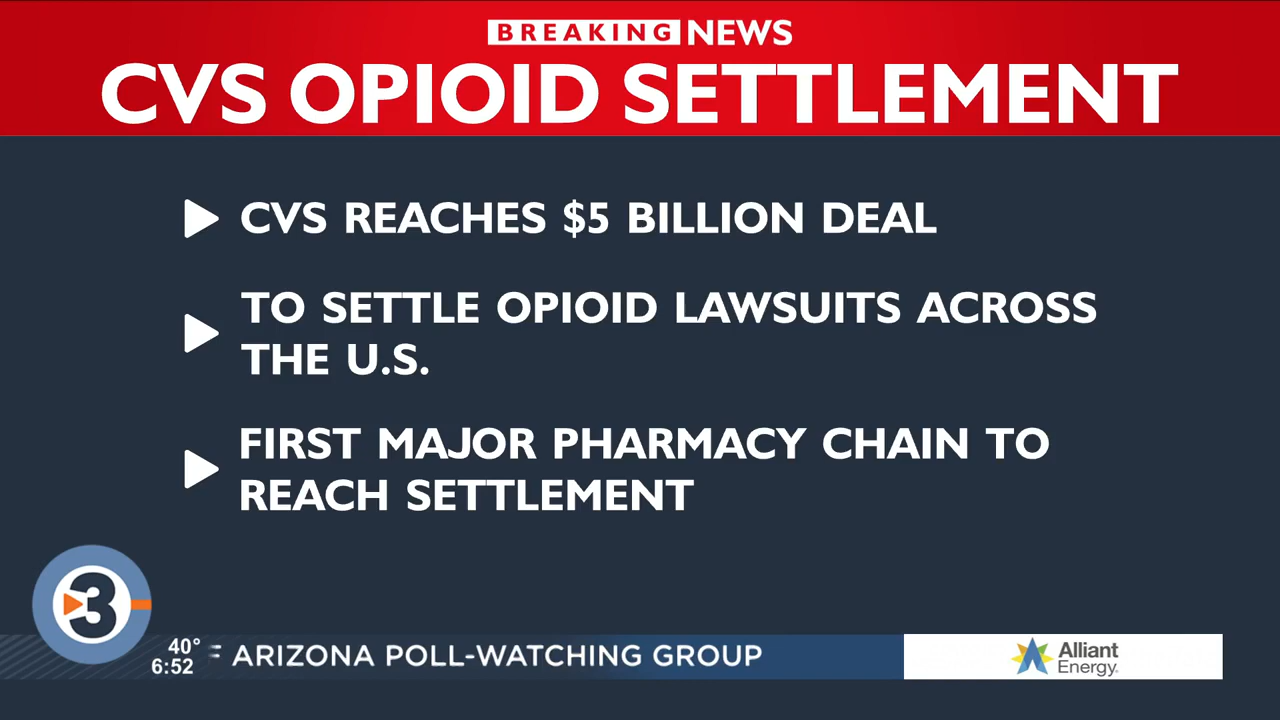 BREAKING NEWS
CVS OPIOID SETTLEMENT
CVS REACHES $5 BILLION DEAL
TO SETTLE OPIOID LAWSUITS ACROSS
THE U.S.
FIRST MAJOR PHARMACY CHAIN TO
REACH SETTLEMENT
3
40°
6:52
ARIZONA POLL-WATCHING GROUP
Alliant
Energy